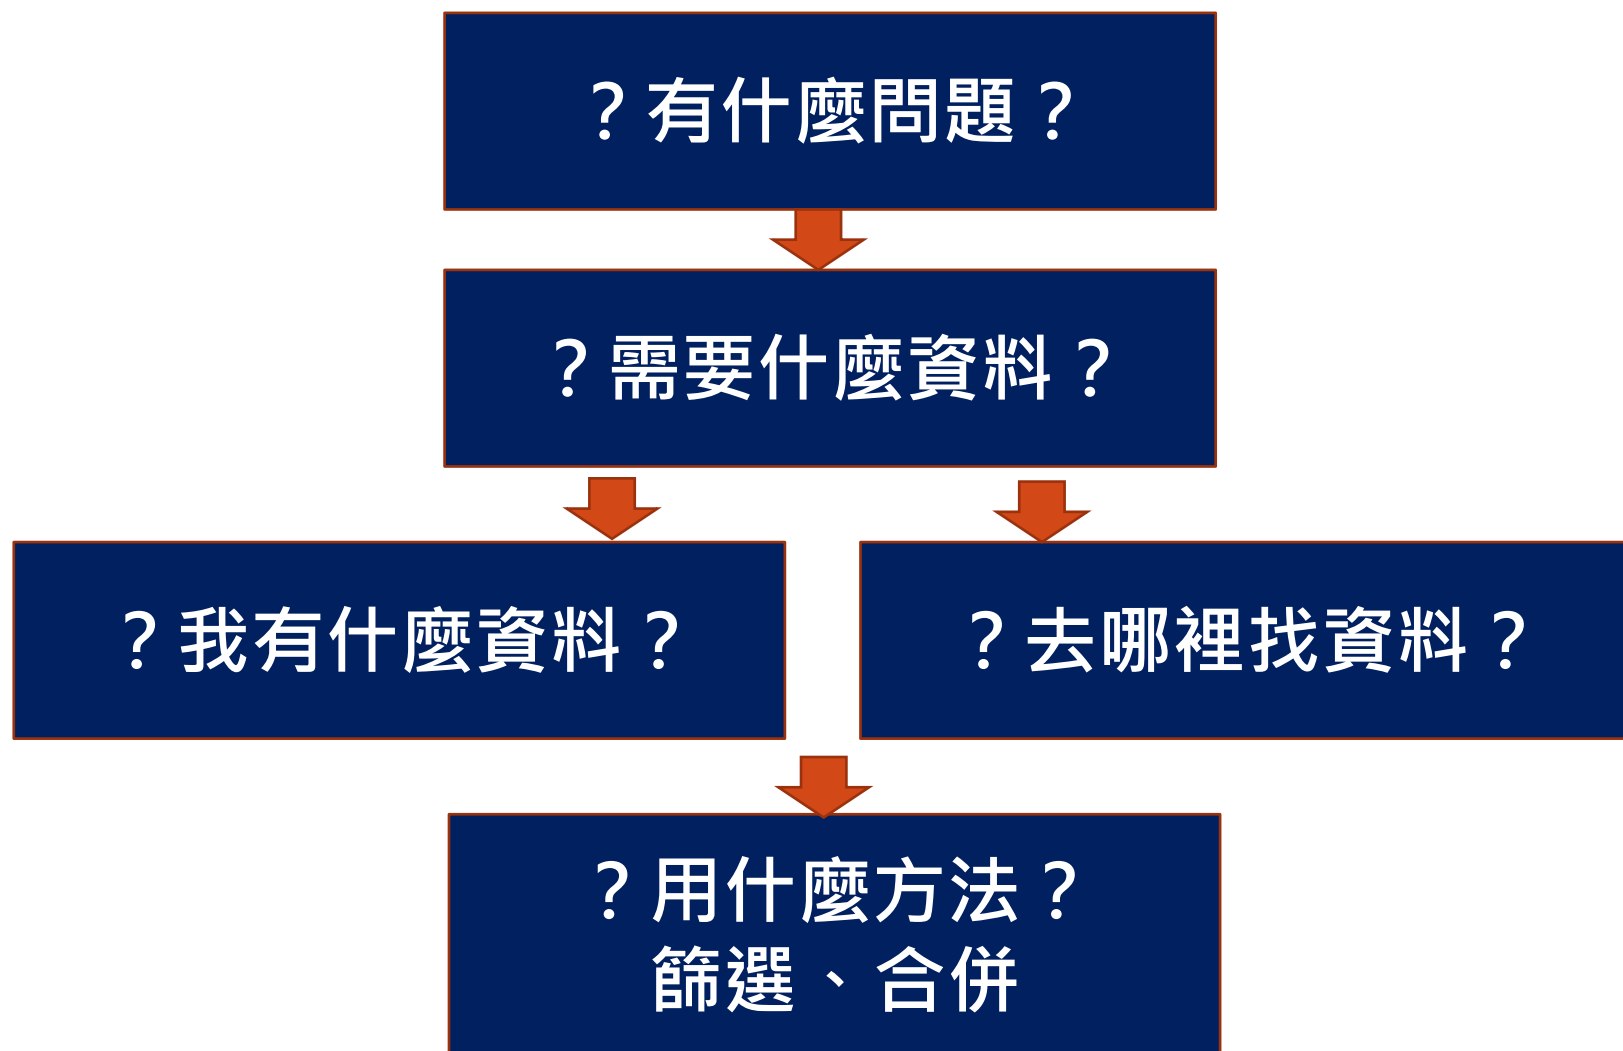 ？有什麼問題？
？需要什麼資料？
？我有什麼資料？
？去哪裡找資料？
？用什麼方法？
篩選、合併